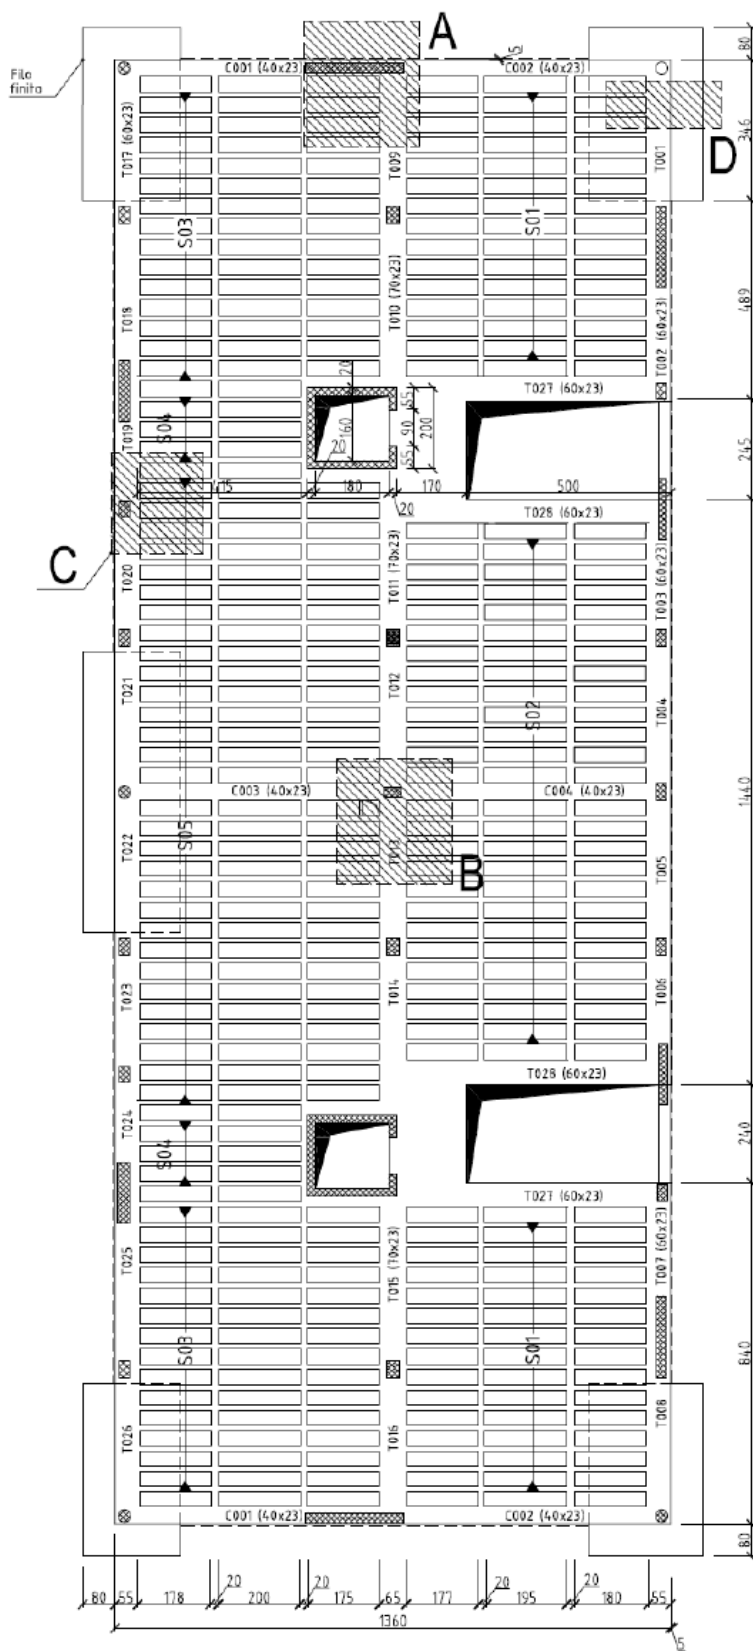 A
80
5
C001 (40x23)
C002 (40x23)
Filo
finito
T017 (60x23)
T009
T001
346
D
S03
S01
489
T010 (70x23)
T018
T002 (60x23)
20
T027 (60x23)
55
S04
T019
160
90
200
245
20
55
180
170
500
20
T028 (60x23)
C
T020
T011 (70x23)
T003 (60x23)
T021
T012
T004
S02
C003 (40x23)
C004 (40x23)
1440
T022
S05
T013
T005
B
T023
T014
T006
T028 (60x23)
T024
S04
240
T027 (60x23)
T025
T015 (70x23)
T007 (60x23)
S03
S01
840
T026
T016
T008
C001 (40x23)
C002 (40x23)
80
20
20
20
20
80
55
178
200
175
65
177
195
180
55
1360
5